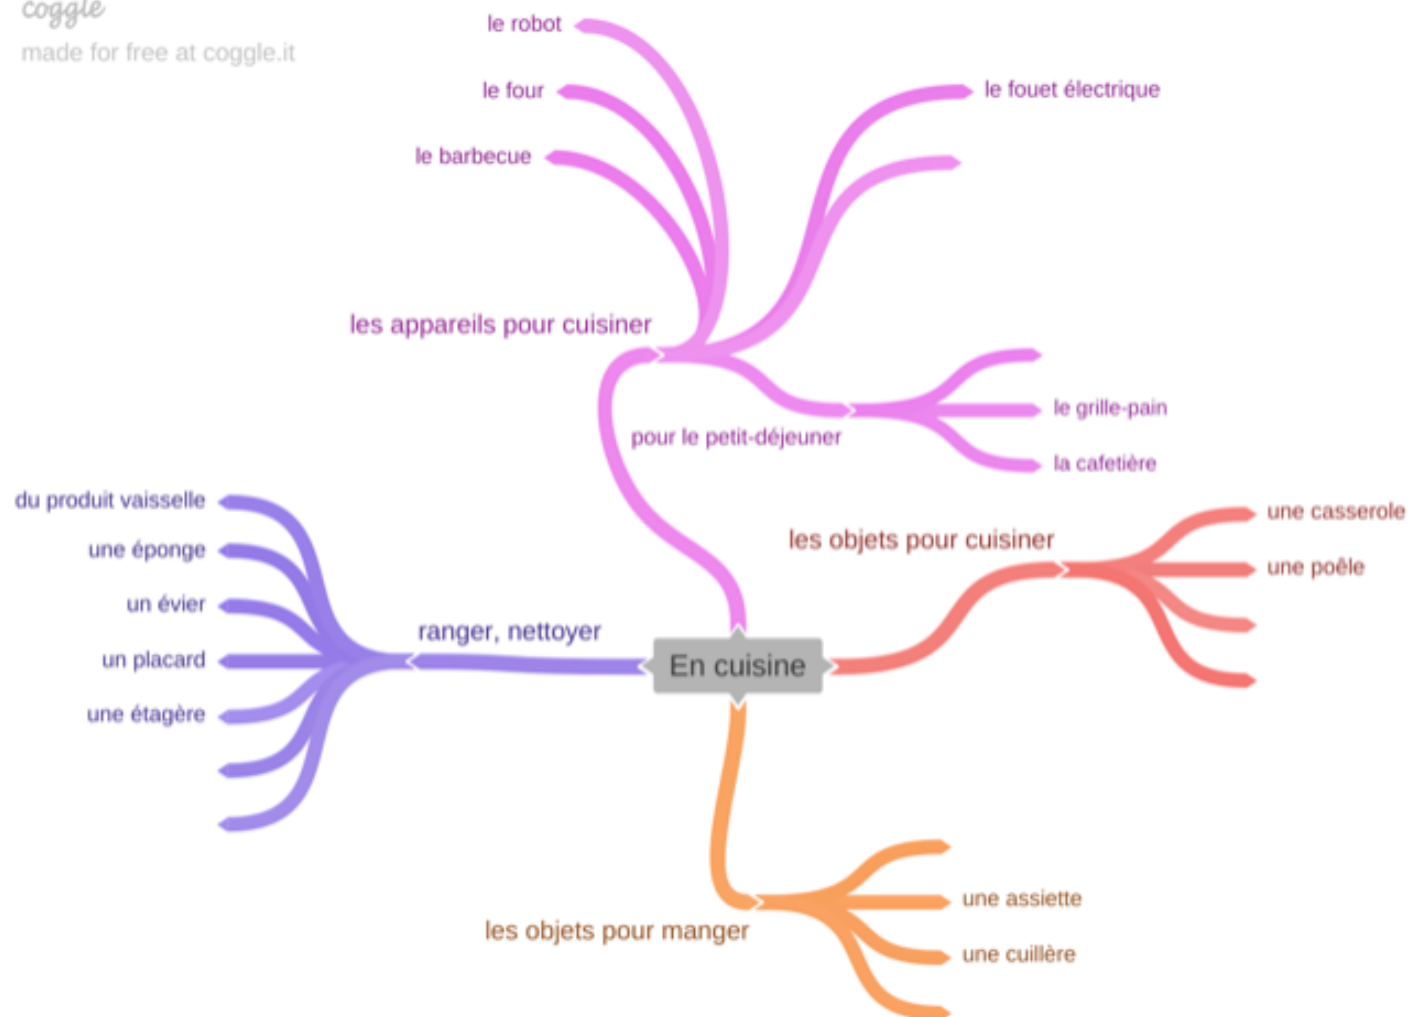 coggle
made for free at coggle.it
le robot
le four
le barbecue
le fouet électrique
les appareils pour cuisiner
pour le petit-déjeuner
le grille-pain
la cafetière
du produit vaisselle
une éponge
un évier
un placard
une étagère
ranger, nettoyer
En cuisine
les objets pour cuisiner
une casserole
une poêle
les objets pour manger
une assiette
une cuillère